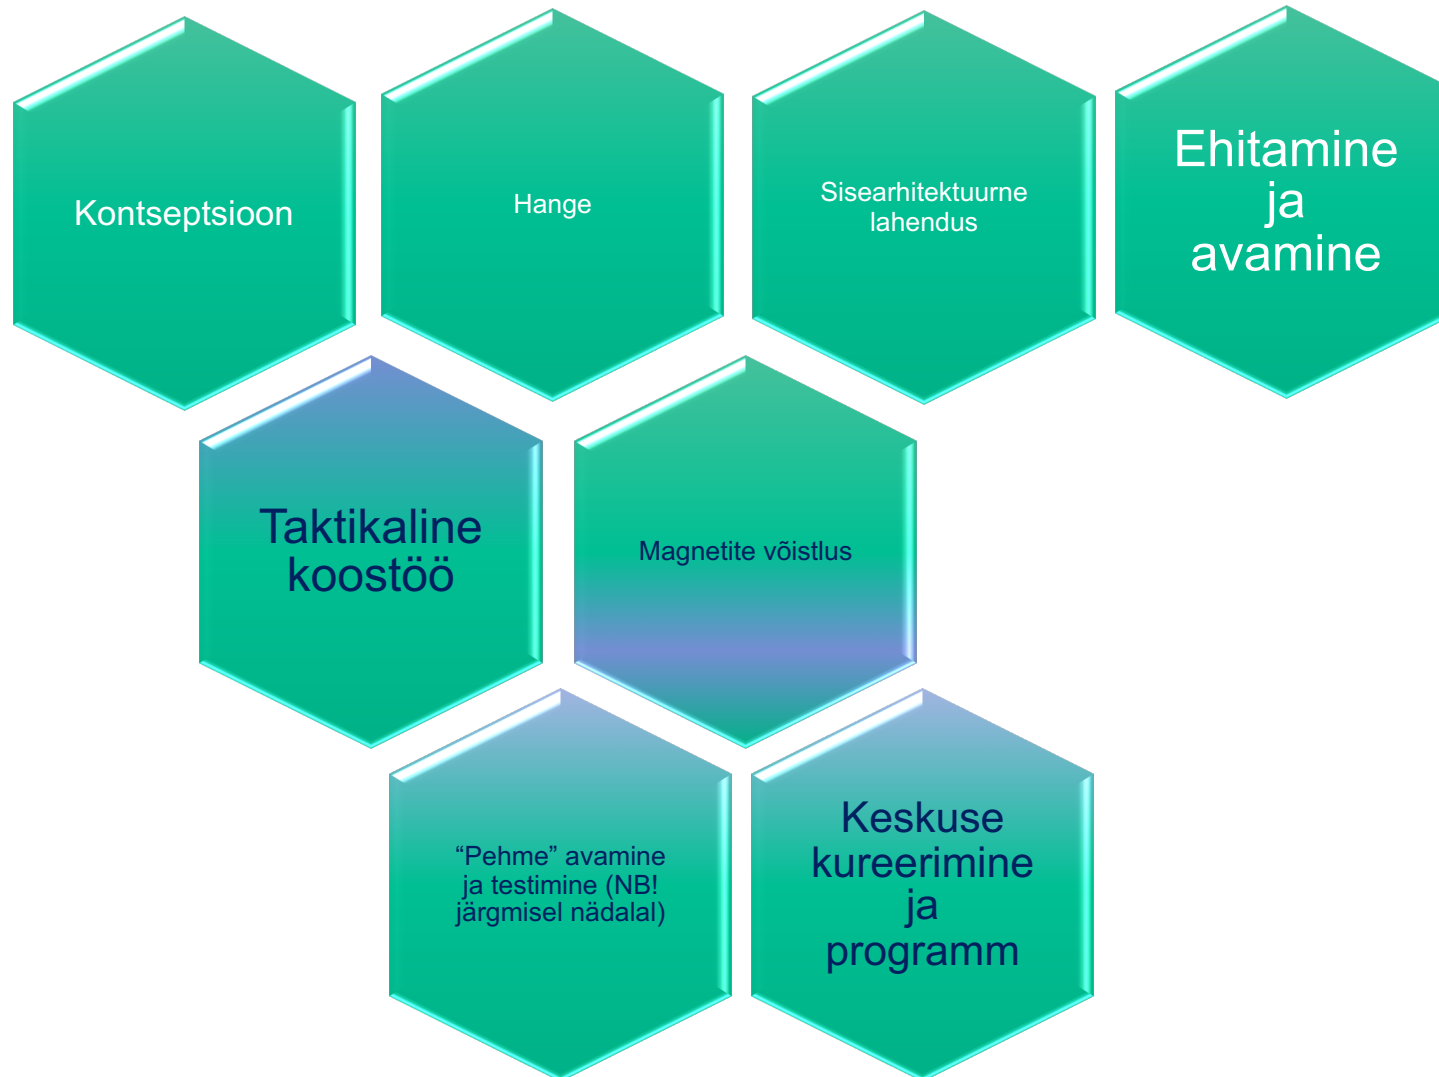 Kontseptsioon
Hange
Sisearhitektuurne
lahendus
Ehitamine
ja
avamine
Taktikaline
koostöö
Magnetite võistlus
“Pehme” avamine
ja testimine (NB!
järgmisel nädalal)
Keskuse
kureerimine
ja
programm